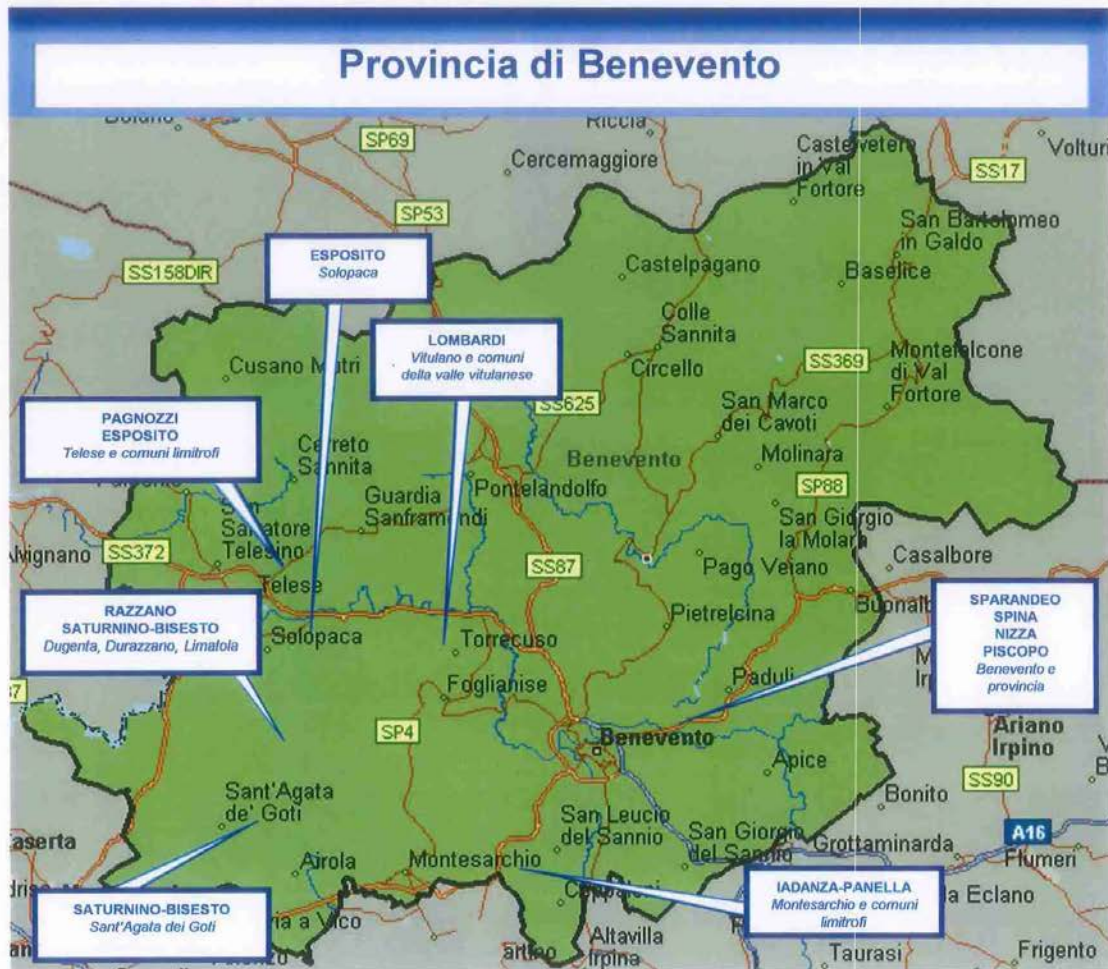 Provincia di Benevento
Riccia
SP69
Cercemaggiore
Castelvetere
in Val
Fortore
SS17
SP53
San Bartolomeo
in Galdo
SS158DIR
ESPOSITO
Solopaca
Castelpagano
Baselice
LOMBARDI
Vitulano e comuni
della valle vitulanese
Colle
Sannita
Circello
SS369
Montefalcone
di Val
Fortore
Cusano Mutri
SS625
San Marco
dei Cavoti
PAGNOZZI
ESPOSITO
Telese e comuni limitrofi
Cerreto
Sannita
Benevento
Molinara
Pontelandolfo
SP88
Guardia
Sanframondi
San Giorgio
la Molara
San
Salvatore
Telesino
SS372
Alvignano
SS87
Pago Veiano
Casalbore
Telese
RAZZANO
SATURNINO-BISESTO
Dugenta, Durazzano, Limatola
Solopaca
Torrecuso
Pietrelcina
SPARANDEO
SPINA
NIZZA
PISCOPO
Benevento e
provincia
Foglianise
Paduli
SP4
Benevento
Ariano
Irpino
Apice
SS90
Sant'Agata
de' Goti
San Leucio
del Sannio
San Giorgio
del Sannio
Bonito
Grottaminarda
A16
Flumeri
Airola
Montesarchio
SATURNINO-BISESTO
Sant'Agata dei Goti
IADANZA-PANELLA
Montesarchio e comuni
limitrofi
Altavilla
Irpina
Taurasi
Frigento